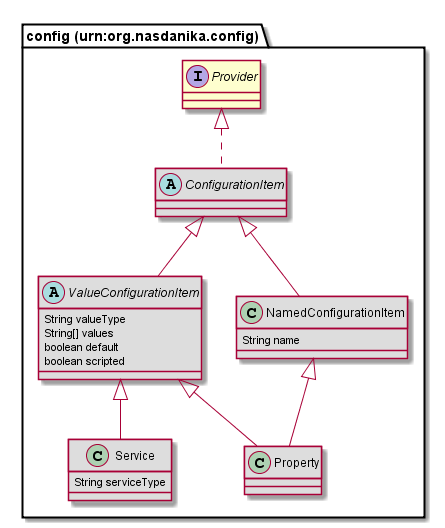 config (urn:org.nasdanika.config)
I Provider
A ConfigurationItem
A ValueConfigurationItem
String valueType
String[] values
boolean default
boolean scripted
C NamedConfigurationItem
String name
C Service
String serviceType
C Property